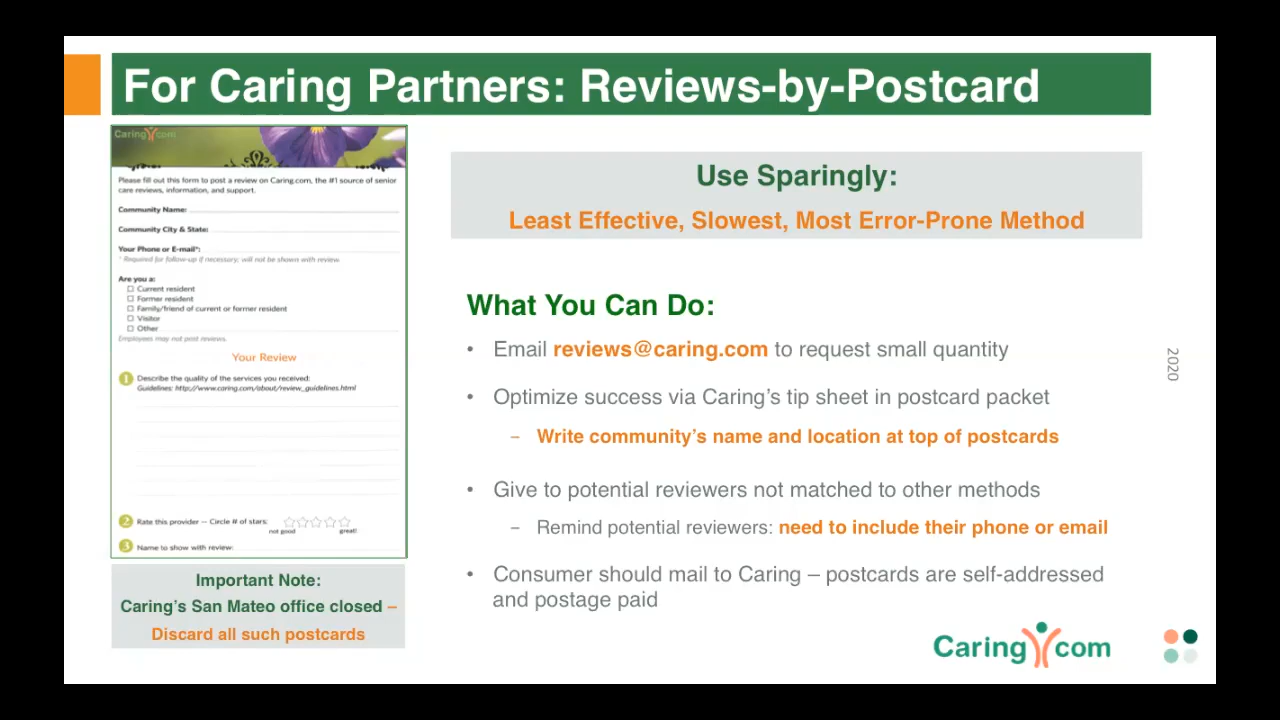 For Caring Partners: Reviews-by-Postcard
Caring com
Please fill out this form to post a review on Caring.com, the #1 source of senior
care reviews, information, and support.
Community Name:
Community City & State:
Your Phone or E-mail*:
* Required for follow-up if necessary; will not be shown with review.
Are you a:
Current resident
Former resident
Family/friend of current or former resident
Visitor
Other
Employees may not post reviews.
Your Review
1 Describe the quality of the services you received:
Guidelines: http://www.caring.com/about/review_guidelines.html
2 Rate this provider -- Circle # of stars:
not good great!
3 Name to show with review:
Important Note:
Caring's San Mateo office closed –
Discard all such postcards
Use Sparingly:
Least Effective, Slowest, Most Error-Prone Method
What You Can Do:
• Email reviews@caring.com to request small quantity
• Optimize success via Caring's tip sheet in postcard packet
– Write community's name and location at top of postcards
• Give to potential reviewers not matched to other methods
– Remind potential reviewers: need to include their phone or email
• Consumer should mail to Caring – postcards are self-addressed
and postage paid
2020
Caring com